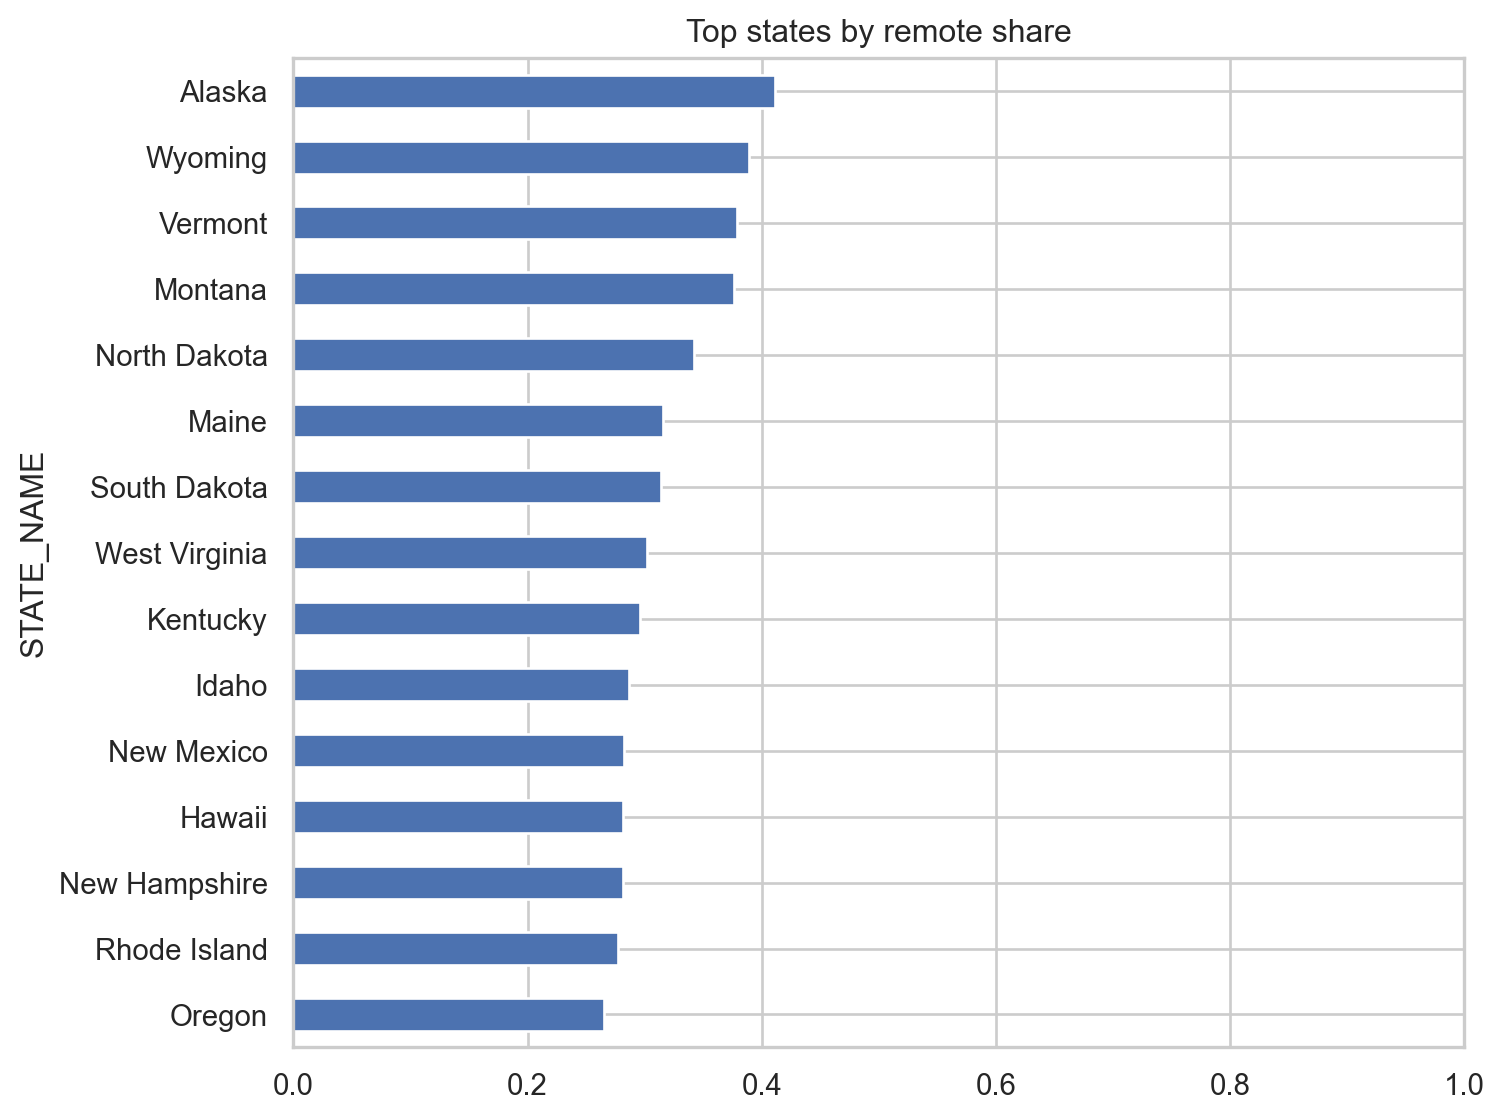 Top states by remote share
STATE_NAME
Alaska
Wyoming
Vermont
Montana
North Dakota
Maine
South Dakota
West Virginia
Kentucky
Idaho
New Mexico
Hawaii
New Hampshire
Rhode Island
Oregon
0.0 0.2 0.4 0.6 0.8 1.0